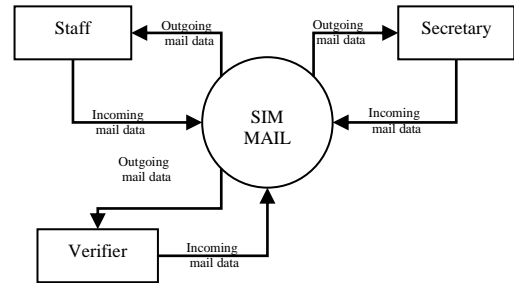 Staff
Outgoing
mail data
Outgoing
mail data
Secretary
Incoming
mail data
SIM
MAIL
Incoming
mail data
Outgoing
mail data
Verifier
Incoming
mail data